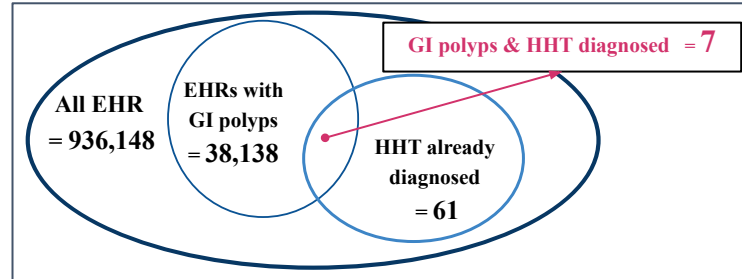 GI polyps & HHT diagnosed = 7
All EHR
= 936,148
EHRs with
GI polyps
= 38,138
HHT already
diagnosed
= 61